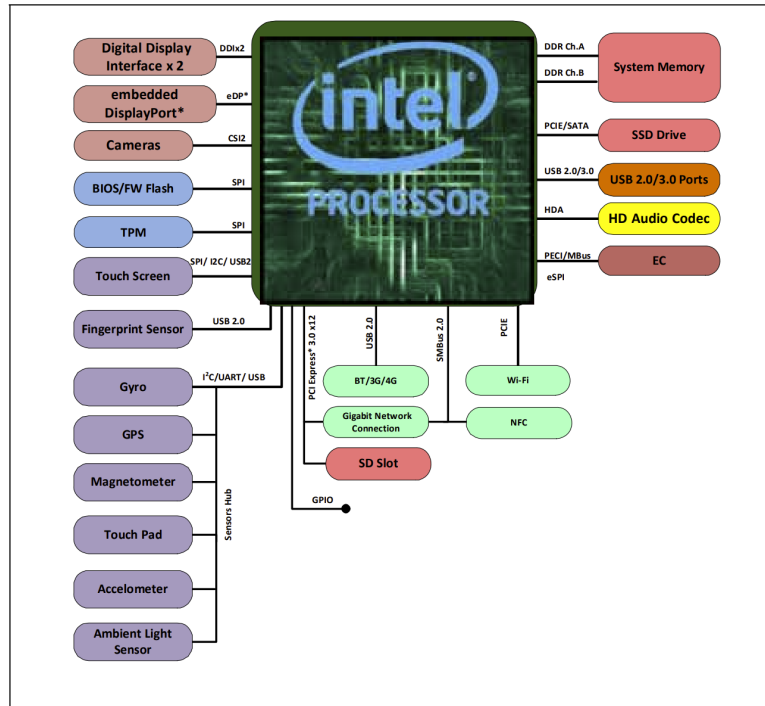 Digital Display
Interface x 2
DDIx2
embedded
DisplayPort*
eDP*
Cameras
CSI2
BIOS/FW Flash
SPI
TPM
SPI
Touch Screen
SPI/ I2C/ USB2
Fingerprint Sensor
USB 2.0
Gyro
I²C/UART/ USB
GPS
Magnetometer
Touch Pad
Accelometer
Ambient Light
Sensor
Sensors Hub
intel
®
PROCESSOR
DDR Ch.A
DDR Ch.B
System Memory
PCIE/SATA
SSD Drive
USB 2.0/3.0
USB 2.0/3.0 Ports
HDA
HD Audio Codec
PECI/MBus
eSPI
EC
PCI Express* 3.0 x12
USB 2.0
SMBus 2.0
PCIE
BT/3G/4G
Wi-Fi
Gigabit Network
Connection
NFC
SD Slot
GPIO